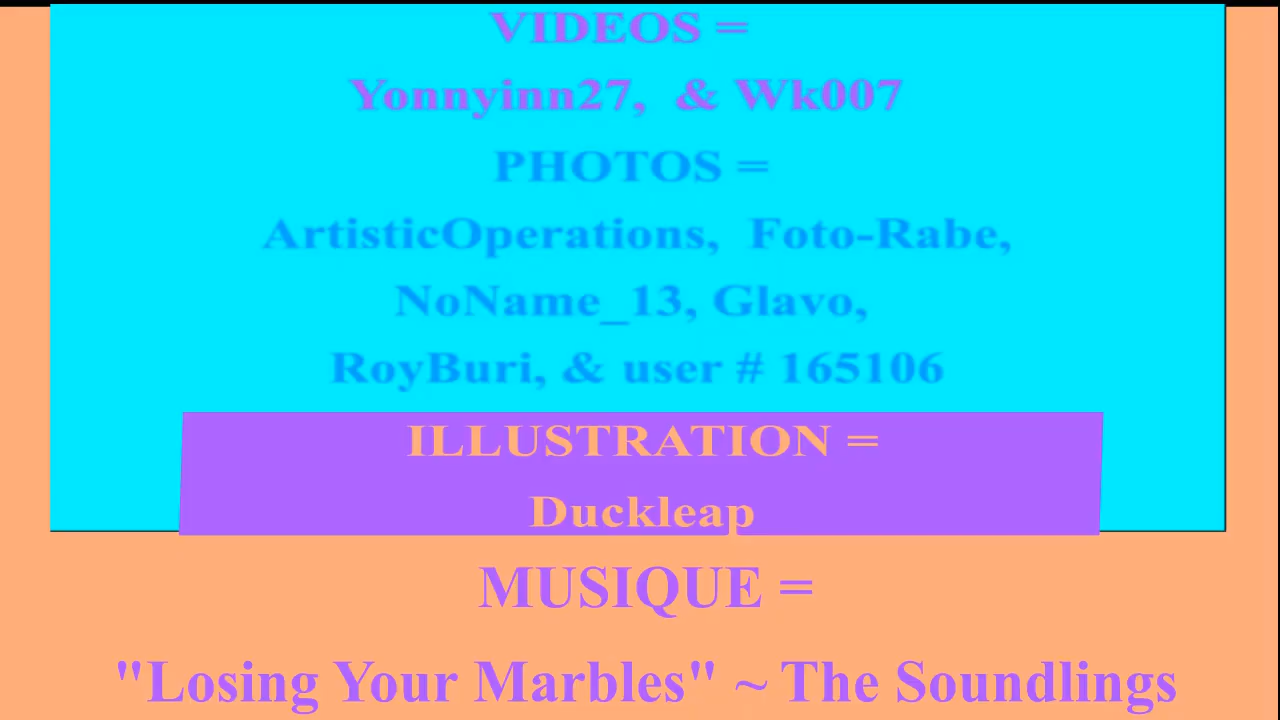 VIDEOS =
Yonnyinn27, & Wk007
PHOTOS =
ArtisticOperations, Foto-Rabe,
NoName_13, Glavo,
RoyBuri, & user # 165106
ILLUSTRATION =
Duckleap
MUSIQUE =
"Losing Your Marbles" ~ The Soundlings